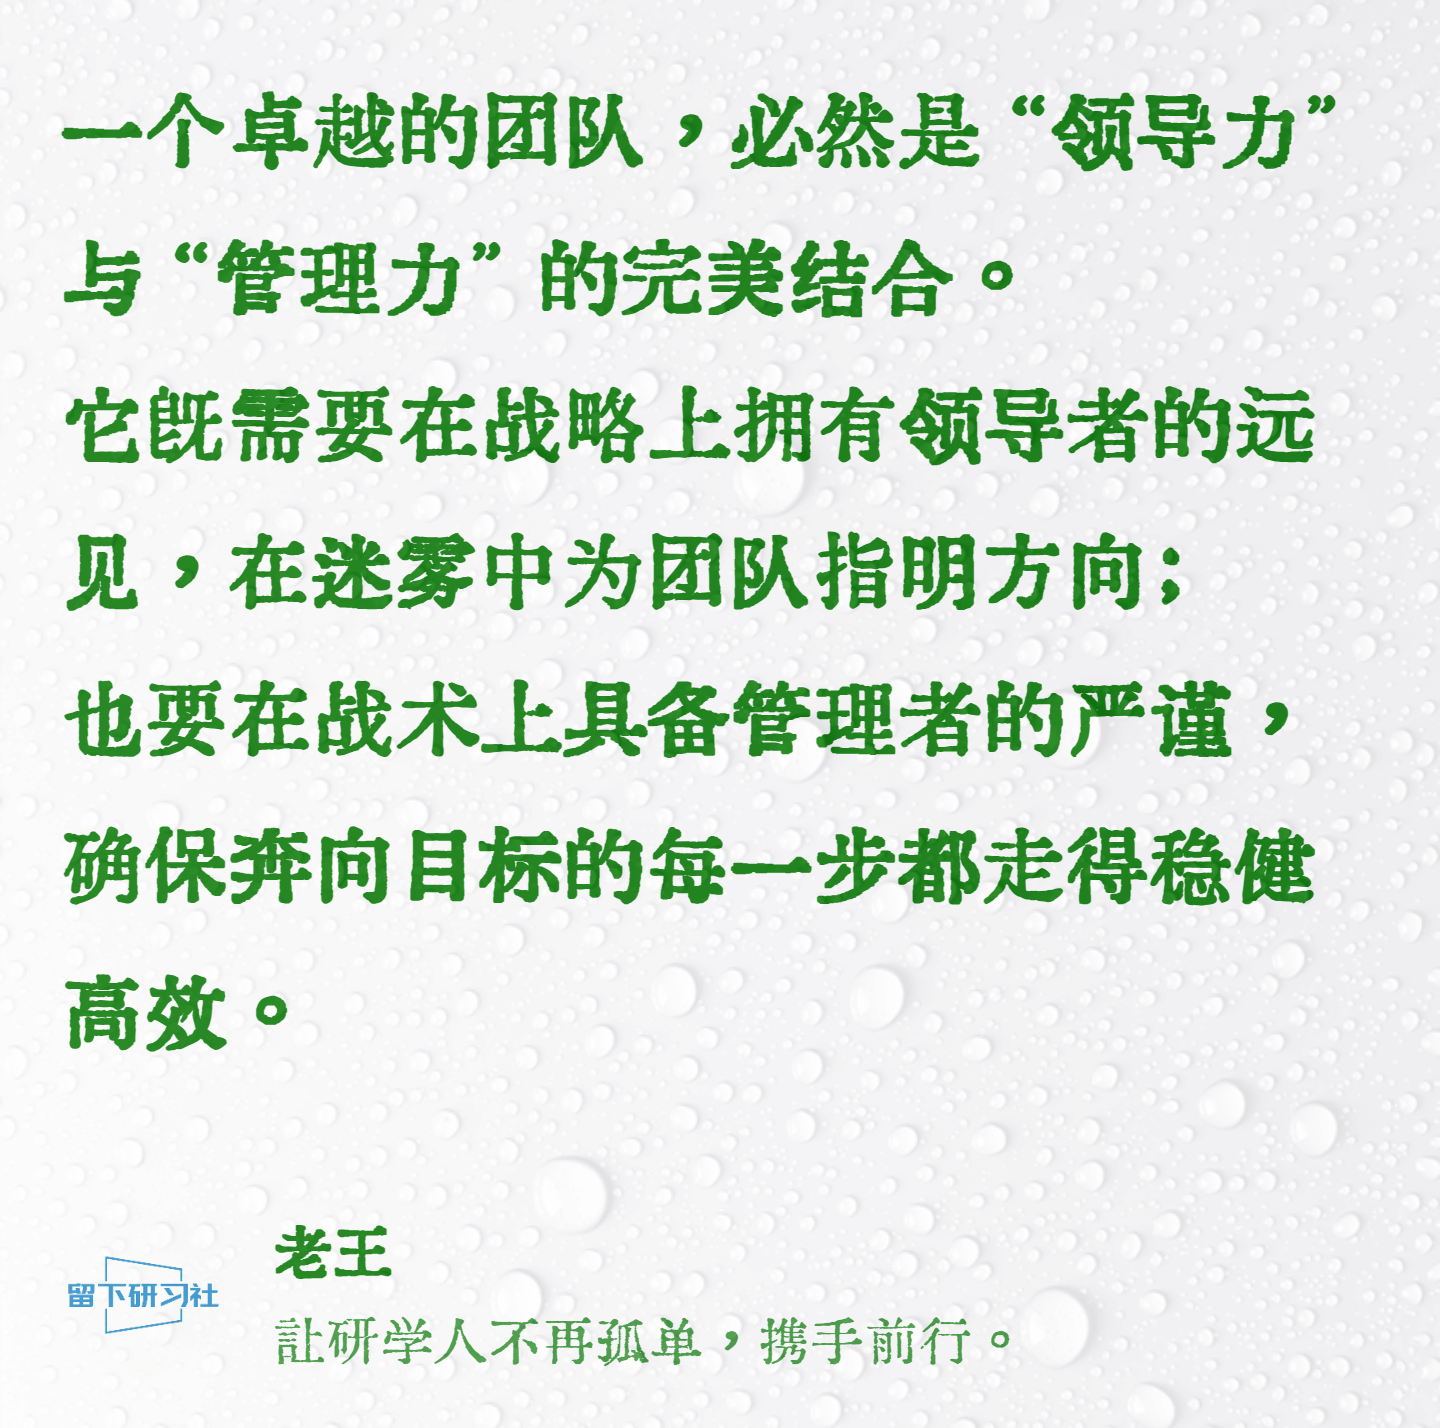 一个卓越的团队，必然是“领导力”
与“管理力”的完美结合。
它既需要在战略上拥有领导者的远
见，在迷雾中为团队指明方向；
也要在战术上具备管理者的严谨，
确保奔向目标的每一步都走得稳健
高效。
老王
留下研习社
訁上研学人不再孤单，携手前行。